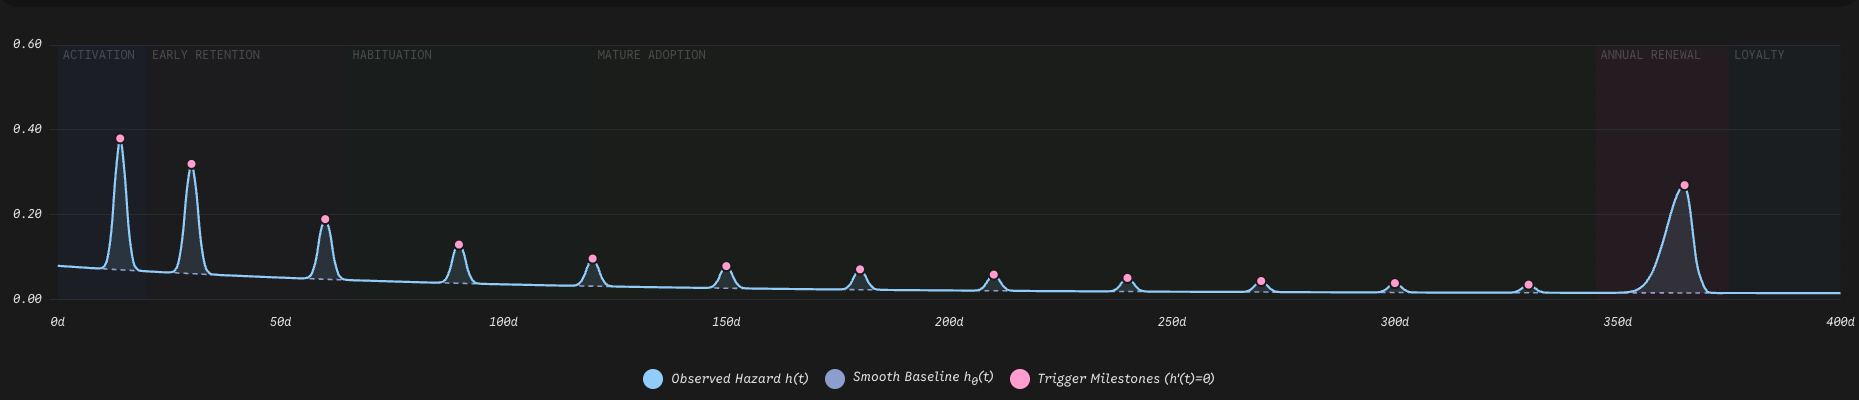 0.60
ACTIVATION EARLY RETENTION HABITUATION MATURE ADOPTION ANNUAL RENEWAL LOYALTY
0.40
0.20
0.00
0d 50d 100d 150d 200d 250d 300d 350d 400d
Observed Hazard h(t) Smooth Baseline h₀(t) Trigger Milestones (h'(t)=0)